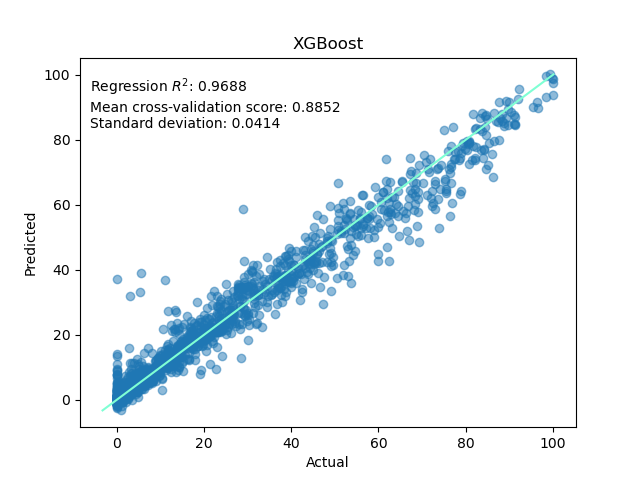 XGBoost
Regression R²: 0.9688
Mean cross-validation score: 0.8852
Standard deviation: 0.0414
100
80
60
40
20
0
Predicted
0 20 40 60 80 100
Actual